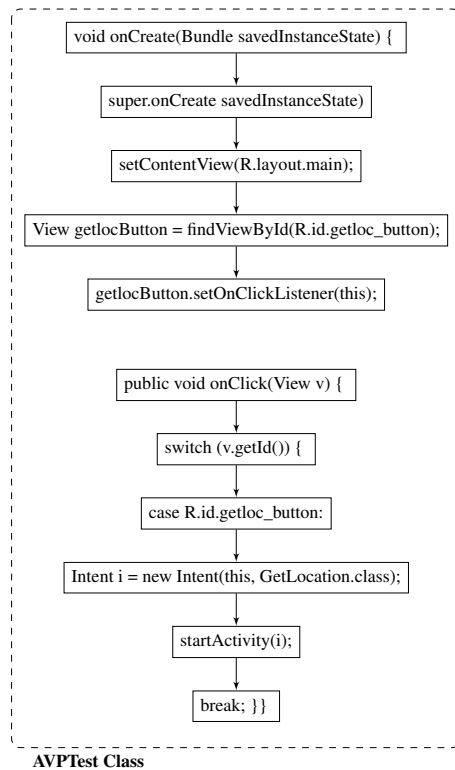 void onCreate(Bundle savedInstanceState) {
super.onCreate savedInstanceState)
setContentView(R.layout.main);
View getlocButton = findViewById(R.id.getloc_button);
getlocButton.setOnClickListener(this);
public void onClick(View v) {
switch (v.getId()) {
case R.id.getloc_button:
Intent i = new Intent(this, GetLocation.class);
startActivity(i);
break; }}
AVPTest Class